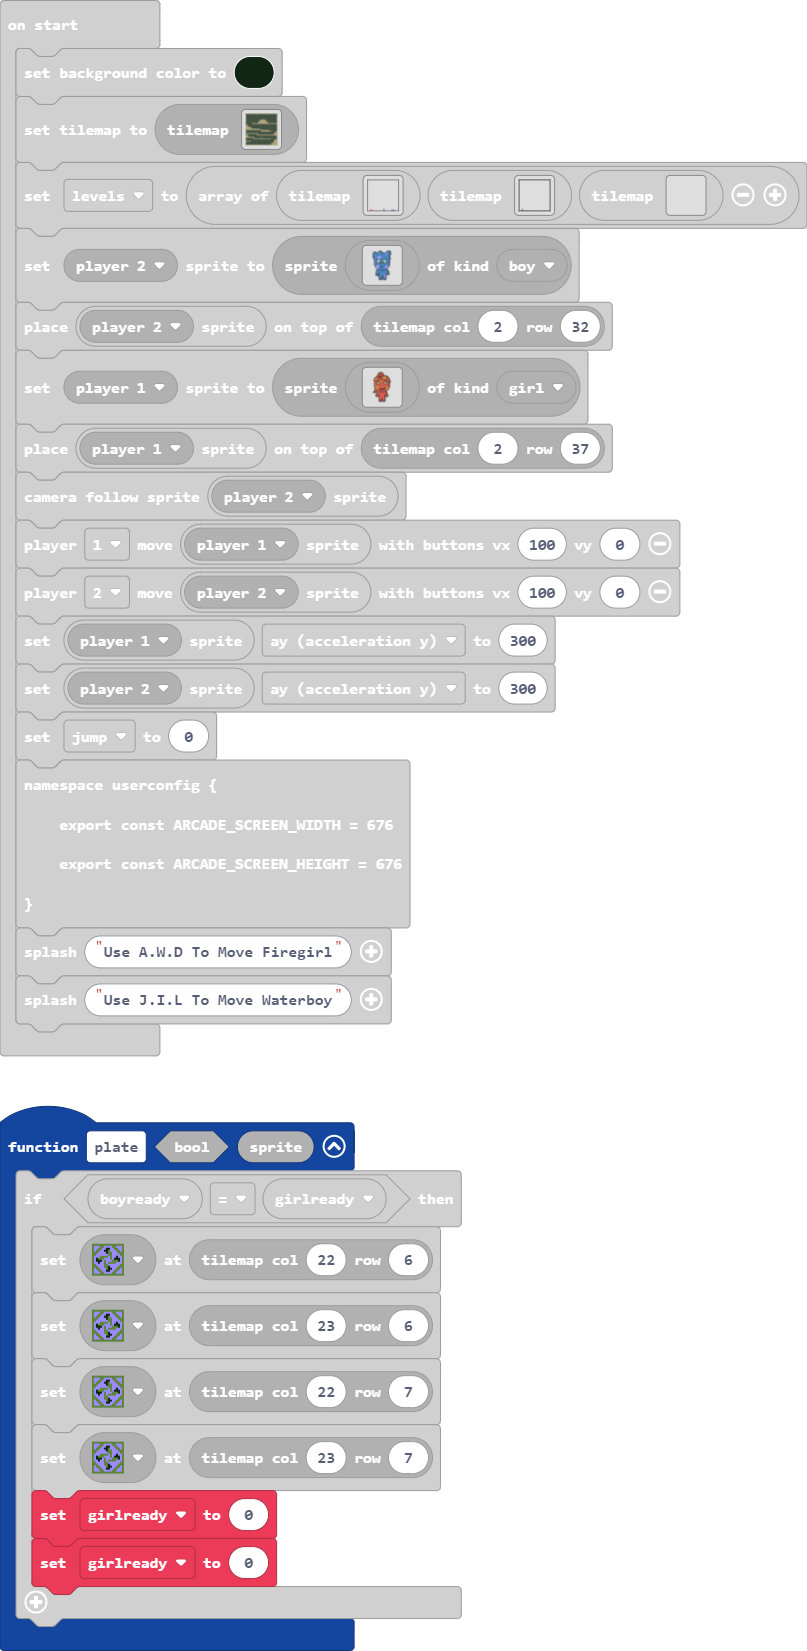 on start
set background color to
set tilemap to tilemap
set levels to array of tilemap tilemap tilemap
set player 2 sprite to sprite of kind boy
place player 2 sprite on top of tilemap col 2 row 32
set player 1 sprite to sprite of kind girl
place player 1 sprite on top of tilemap col 2 row 37
camera follow sprite player 2 sprite
player 1 move player 1 sprite with buttons vx 100 vy 0
player 2 move player 2 sprite with buttons vx 100 vy 0
set player 1 sprite ay (acceleration y) to 300
set player 2 sprite ay (acceleration y) to 300
set jump to 0
namespace userconfig {
export const ARCADE_SCREEN_WIDTH = 676
export const ARCADE_SCREEN_HEIGHT = 676
}
splash "Use A.W.D To Move Firegirl"
splash "Use J.I.L To Move Waterboy"
function plate bool sprite
if boyready = girlready then
set at tilemap col 22 row 6
set at tilemap col 23 row 6
set at tilemap col 22 row 7
set at tilemap col 23 row 7
set girlready to 0
set girlready to 0